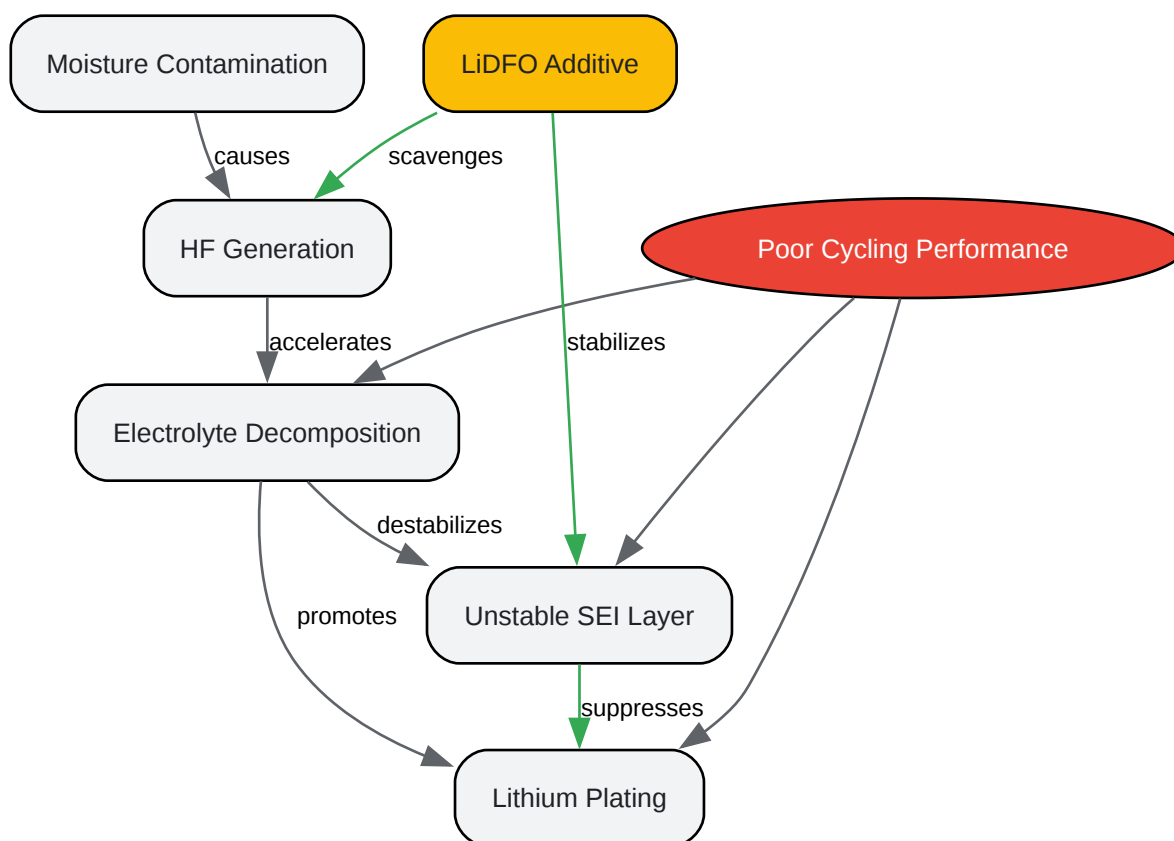 Moisture Contamination
LiDFO Additive
causes
scavenges
HF Generation
Poor Cycling Performance
accelerates
stabilizes
Electrolyte Decomposition
destabilizes
promotes
Unstable SEI Layer
suppresses
Lithium Plating